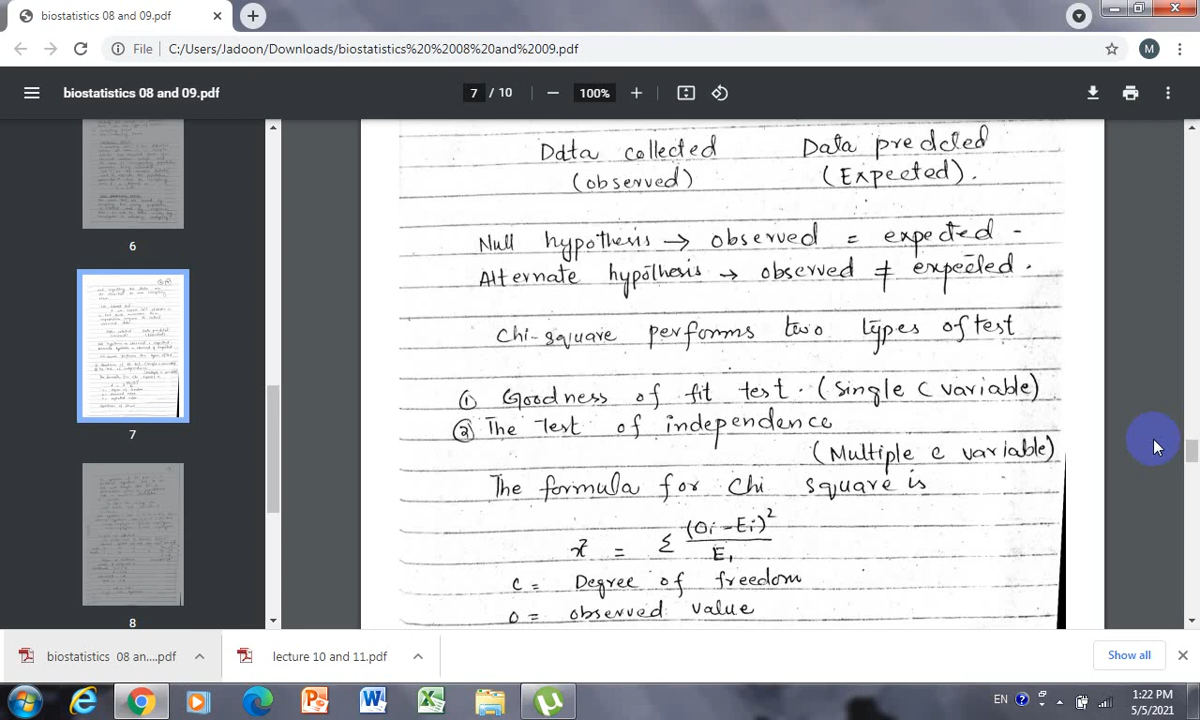 biostatistics 08 and 09.pdf
File C:/Users/Jadoon/Downloads/biostatistics%20%2008%20and%2009.pdf
M
biostatistics 08 and 09.pdf
7 / 10
100%
6
7
8
Data collected Data predcted
(observed) (Expected).
Null hypothesis → observed = expected -
Alternate hypothesis → observed ≠ expected.
Chi-square performs two types of test
① Goodness of fit test. (Single C variable)
② The Test of independence
(Multiple c variable)
The formula for Chi square is
x² = Σ (Oi - Ei)² / Ei
c = Degree of freedom
o = observed value
biostatistics 08 an....pdf
lecture 10 and 11.pdf
Show all
EN
1:22 PM
5/5/2021